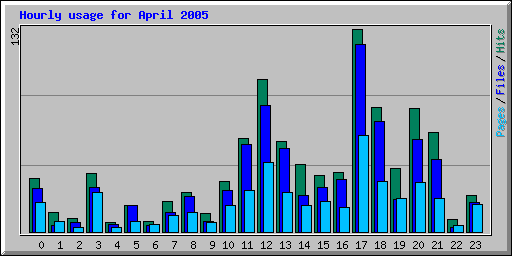 Hourly usage for April 2005
132
Pages / Files / Hits
0 1 2 3 4 5 6 7 8 9 10 11 12 13 14 15 16 17 18 19 20 21 22 23